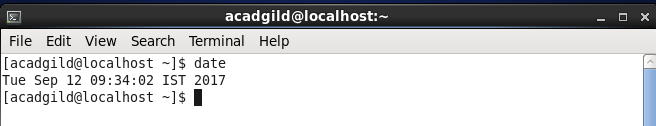 acadgild@localhost:~
File Edit View Search Terminal Help
[acadgild@localhost ~]$ date
Tue Sep 12 09:34:02 IST 2017
[acadgild@localhost ~]$